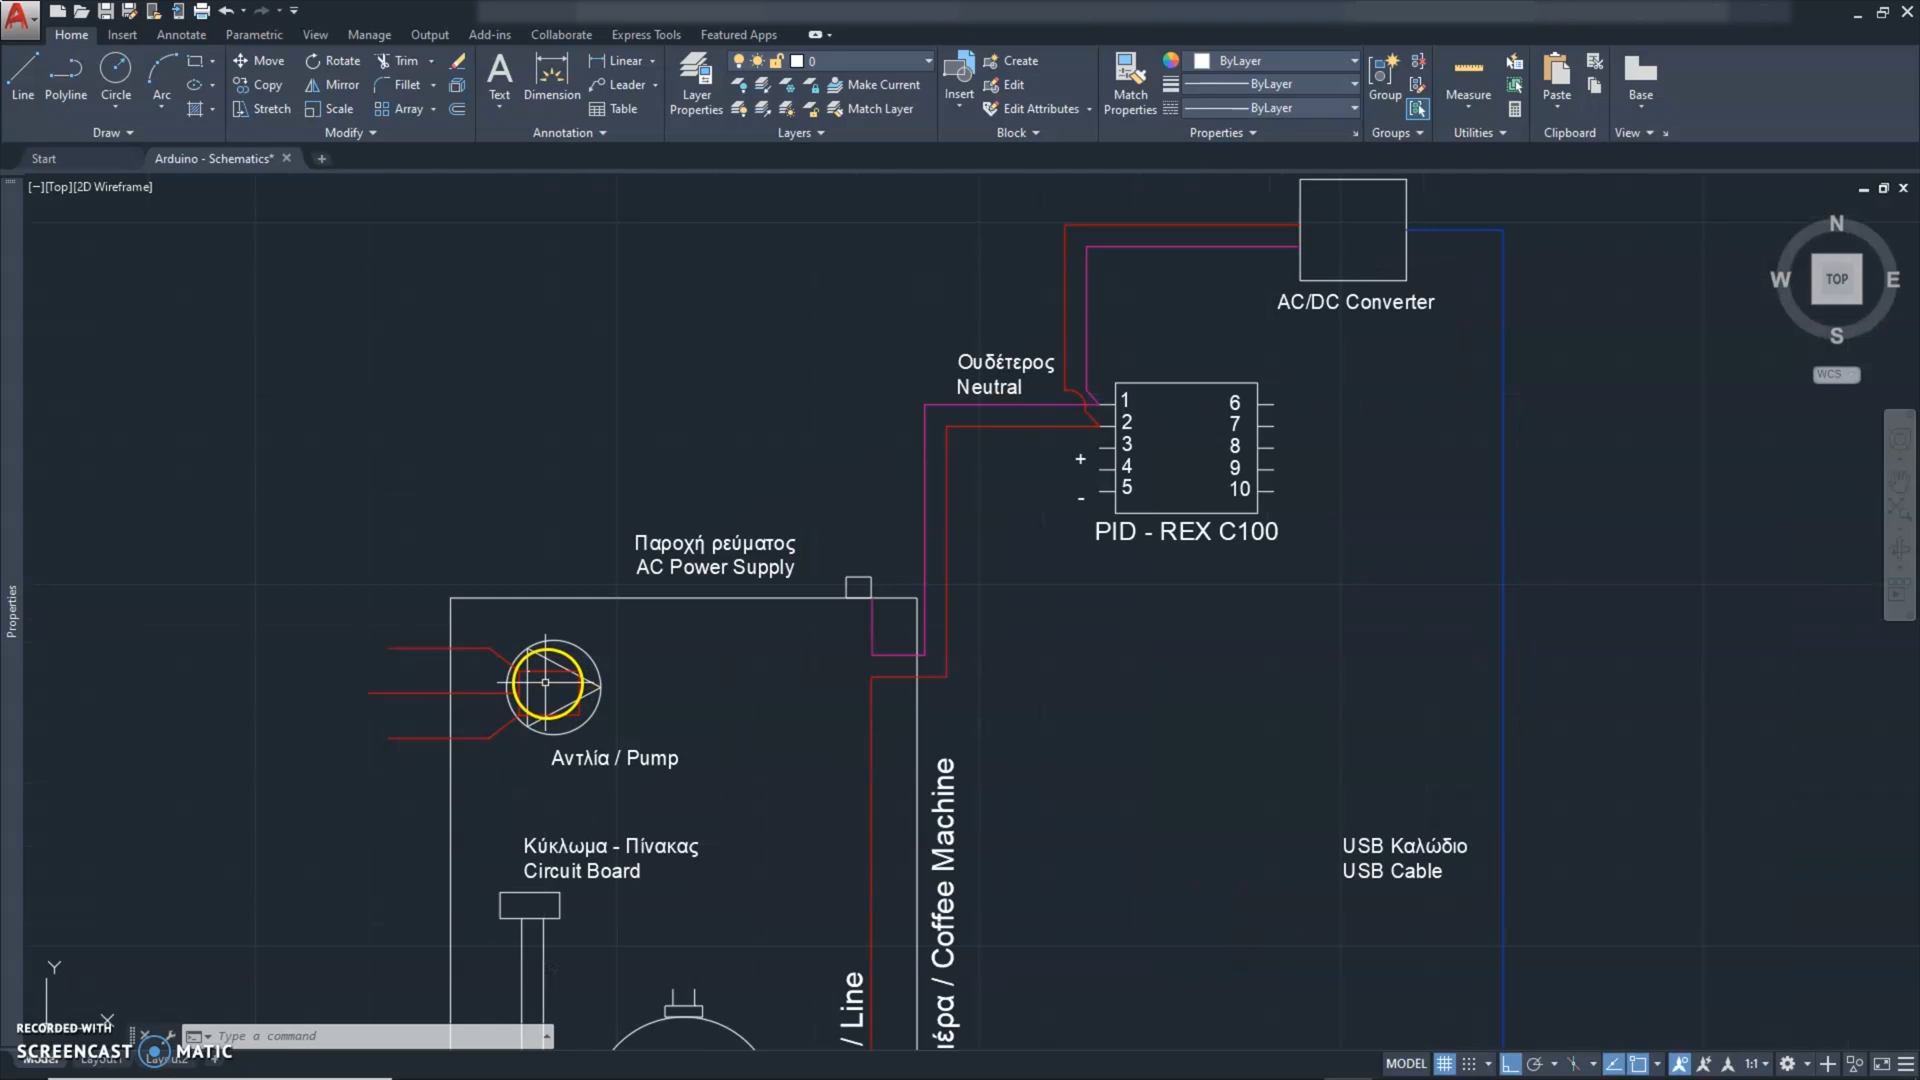 Home Insert Annotate Parametric View Manage Output Add-ins Collaborate Express Tools Featured Apps
Line Polyline Circle Arc
Move Rotate Trim
Copy Mirror Fillet
Stretch Scale Array
Text Dimension
Linear
Leader
Table
Layer Properties
0
Make Current
Match Layer
Insert
Create
Edit
Edit Attributes
Match Properties
ByLayer
ByLayer
ByLayer
Group
Measure
Paste
Base
Draw Modify Annotation Layers Block Properties Groups Utilities Clipboard View
Start Arduino - Schematics*
[−][Top][2D Wireframe]
N
W TOP E
S
WCS
AC/DC Converter
Ουδέτερος
Neutral
1 6
2 7
3 8
+
4 9
5 10
-
PID - REX C100
Παροχή ρεύματος
AC Power Supply
Properties
Αντλία / Pump
Κύκλωμα - Πίνακας
Circuit Board
USB Καλώδιο
USB Cable
/ Line
ιέρα / Coffee Machine
Y
X
RECORDED WITH
SCREENCAST MATIC
Type a command
Model Layout1 Layout2
MODEL 1:1